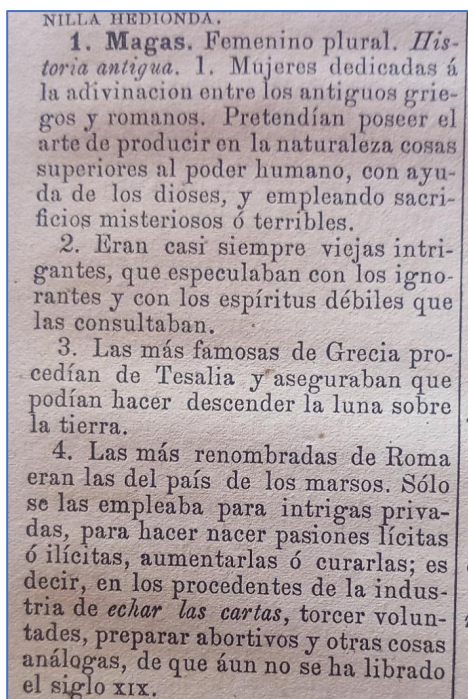 NILLA HEDIONDA.
1. Magas. Femenino plural. His-
toria antigua. 1. Mujeres dedicadas á
la adivinacion entre los antiguos grie-
gos y romanos. Pretendían poseer el
arte de producir en la naturaleza cosas
superiores al poder humano, con ayu-
da de los dioses, y empleando sacri-
ficios misteriosos ó terribles.
2. Eran casi siempre viejas intri-
gantes, que especulaban con los igno-
rantes y con los espíritus débiles que
las consultaban.
3. Las más famosas de Grecia pro-
cedían de Tesalia y aseguraban que
podían hacer descender la luna sobre
la tierra.
4. Las más renombradas de Roma
eran las del país de los marsos. Sólo
se las empleaba para intrigas priva-
das, para hacer nacer pasiones lícitas
ó ilícitas, aumentarlas ó curarlas; es
decir, en los procedentes de la indus-
tria de echar las cartas, torcer volun-
tades, preparar abortivos y otras cosas
análogas, de que áun no se ha librado
el siglo XIX.